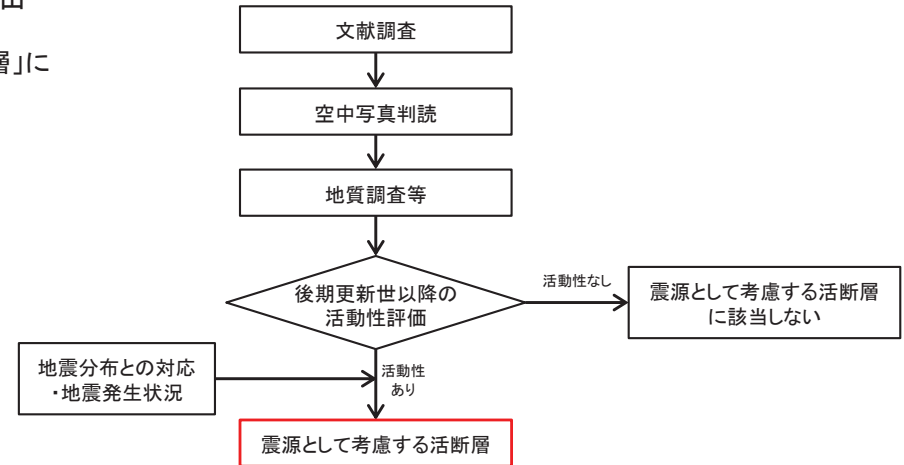 由
層」に
文献調査
空中写真判読
地質調査等
後期更新世以降の
活動性評価
活動性なし
震源として考慮する活断層
に該当しない
地震分布との対応
・地震発生状況
活動性
あり
震源として考慮する活断層